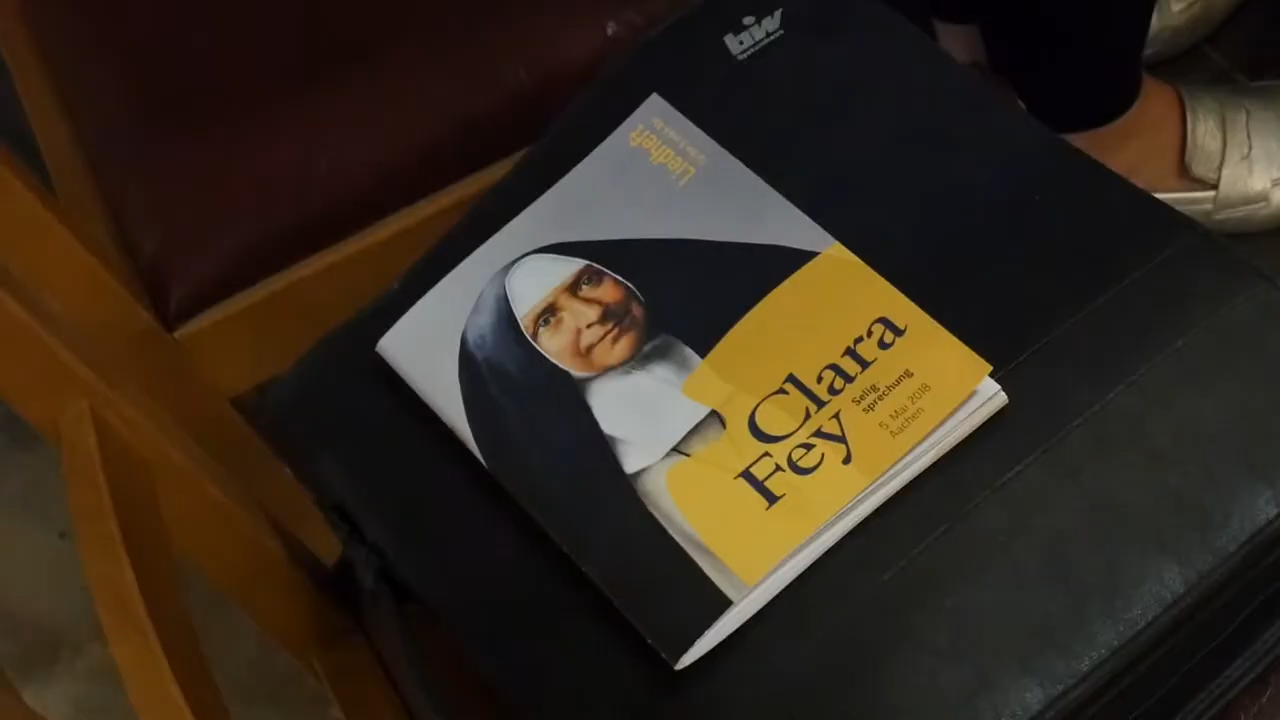 biw
Liedheft
Clara
Fey
Selig-
sprechung
5. Mai 2018
Aachen